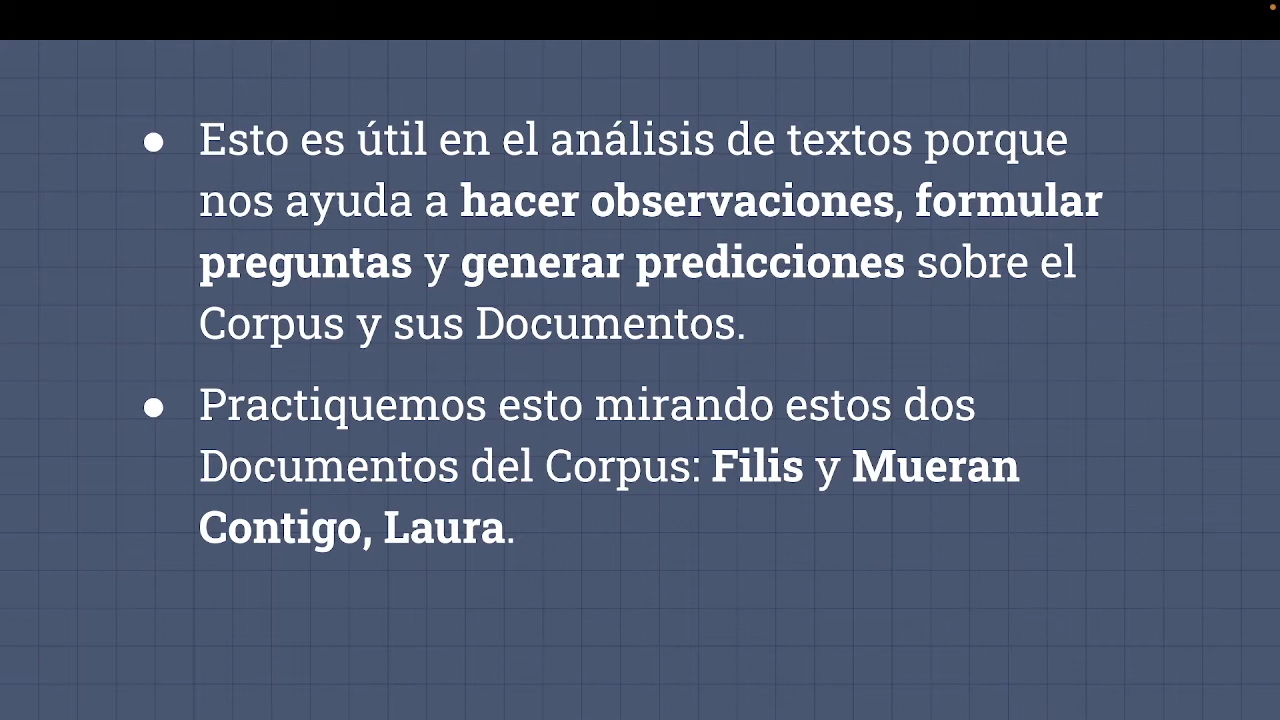 ● Esto es útil en el análisis de textos porque
nos ayuda a hacer observaciones, formular
preguntas y generar predicciones sobre el
Corpus y sus Documentos.
● Practiquemos esto mirando estos dos
Documentos del Corpus: Filis y Mueran
Contigo, Laura.